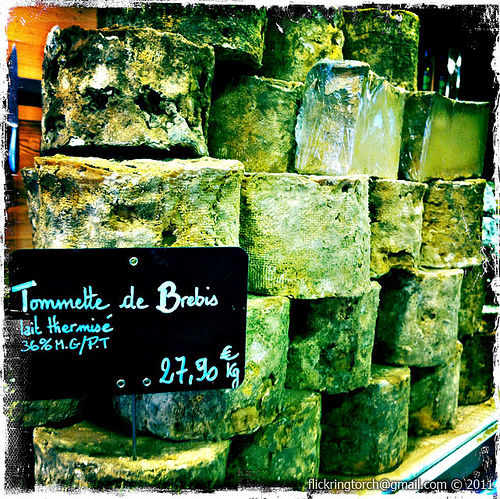 Tommette de Brebis
lait thermisé
36% M.G/P.T
27,90 €/Kg
flickringtorch@gmail.com © 2011